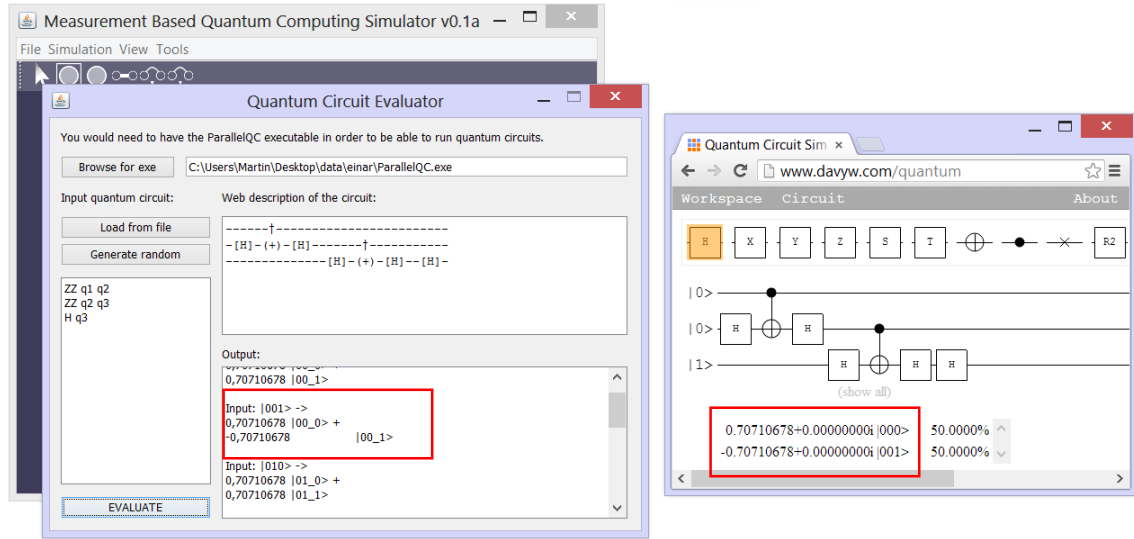 Measurement Based Quantum Computing Simulator v0.1a
File Simulation View Tools
Quantum Circuit Evaluator
You would need to have the ParallelQC executable in order to be able to run quantum circuits.
Browse for exe
C:\Users\Martin\Desktop\data\einar\ParallelQC.exe
Input quantum circuit:
Web description of the circuit:
Load from file
Generate random
------†------------------------
-[H]-(+)-[H]-------†-----------
--------------[H]-(+)-[H]--[H]-
ZZ q1 q2
ZZ q2 q3
H q3
Output:
0,70710678 |00_1>
Input: |001> ->
0,70710678 |00_0> +
-0,70710678 |00_1>
Input: |010> ->
0,70710678 |01_0> +
0,70710678 |01_1>
EVALUATE
Quantum Circuit Sim
www.davyw.com/quantum
Workspace Circuit About
H X Y Z S T R2
|0>
|0> H H
|1> H H H
(show all)
0.70710678+0.00000000i |000> 50.0000%
-0.70710678+0.00000000i |001> 50.0000%